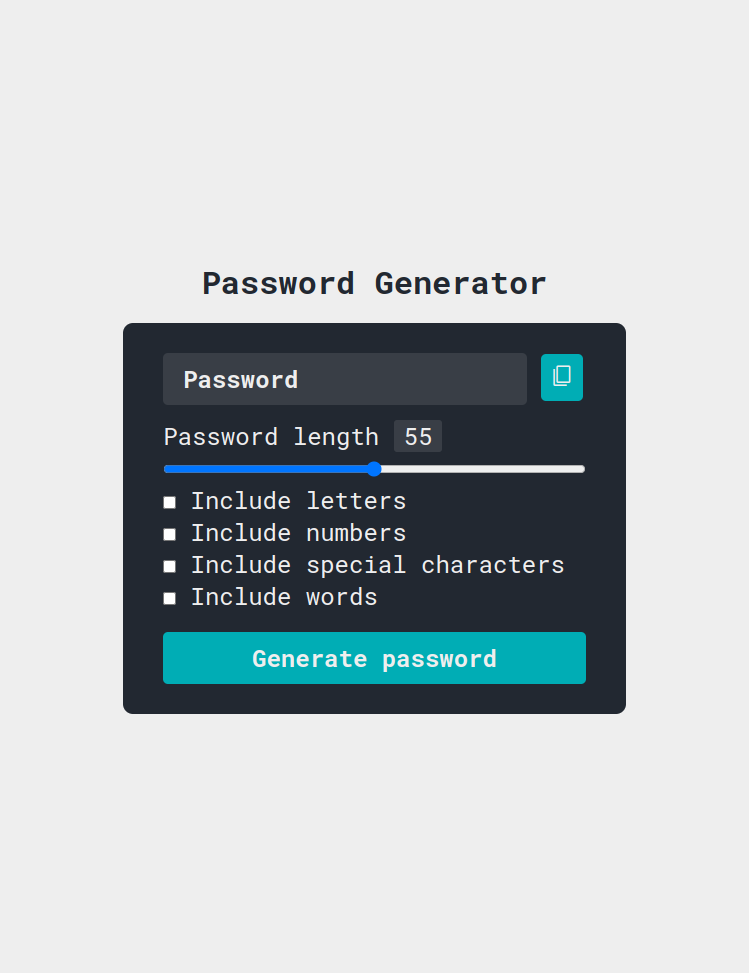 Password Generator
Password
Password length 55
Include letters
Include numbers
Include special characters
Include words
Generate password